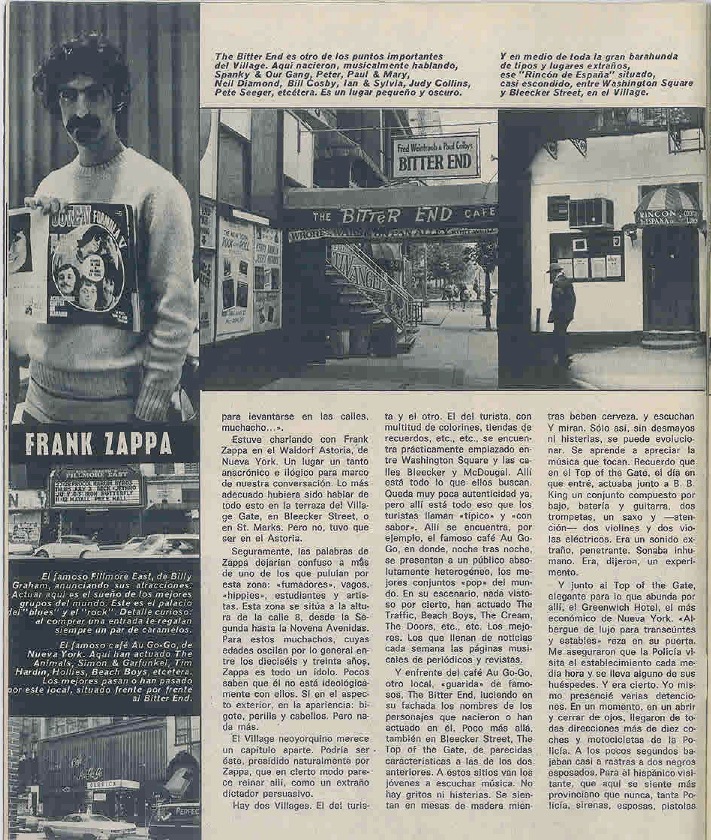 The Bitter End es otro de los puntos importantes
del Village. Aquí nacieron, musicalmente hablando,
Spanky & Our Gang, Peter, Paul & Mary,
Neil Diamond, Bill Cosby, Ian & Sylvia, Judy Collins,
Pete Seeger, etcétera. Es un lugar pequeño y oscuro.
Y en medio de toda la gran barahunda
de tipos y lugares extraños,
ese "Rincón de España" situado,
casi escondido, entre Washington Square
y Bleecker Street, en el Village.
Fred Weintraub & Paul Colby's
BITTER END
THE BITTER END CAFE
RINCON
ESPAÑA
FORMULA V
FRANK ZAPPA
FILLMORE EAST
El famoso Fillmore East, de Billy
Graham, anunciando sus atracciones.
Actuar aquí es el sueño de los mejores
grupos del mundo. Este es el palacio
del "blues" y el "rock". Detalle curioso:
al comprar una entrada le regalan
siempre un par de caramelos.
El famoso café Au Go-Go, de
Nueva York. Aquí han actuado The
Animals, Simon & Garfunkel, Tim
Hardin, Hollies, Beach Boys, etcétera.
Los mejores pasan o han pasado
por este local, situado frente por frente
al Bitter End.
para levantarse en las calles,
muchacho...».
Estuve charlando con Frank
Zappa en el Waldorf Astoria, de
Nueva York. Un lugar un tanto
anacrónico e ilógico para marco
de nuestra conversación. Lo más
adecuado hubiera sido hablar de
todo esto en la terraza del Villa-
ge Gate, en Bleecker Street, o
en St. Marks. Pero no, tuvo que
ser en el Astoria.
Seguramente, las palabras de
Zappa dejarían confuso a más
de uno de los que pululan por
esta zona: «fumadores», vagos,
«hippies», estudiantes y artis-
tas. Esta zona se sitúa a la altu-
ra de la calle 8, desde la Se-
gunda hasta la Novena Avenidas.
Para estos muchachos, cuyas
edades oscilan por lo general en-
tre los dieciséis y treinta años,
Zappa es todo un ídolo. Pocos
saben que él no está ideológica-
mente con ellos. Sí en el aspec-
to exterior, en la apariencia: bi-
gote, perilla y cabellos. Pero na-
da más.
El Village neoyorquino merece
un capítulo aparte. Podría ser
éste, presidido naturalmente por
Zappa, que en cierto modo pare-
ce reinar allí, como un extraño
dictador persuasivo.
Hay dos Villages. El del turis-
ta y el otro. El del turista, con
multitud de colorines, tiendas de
recuerdos, etc., etc., se encuen-
tra prácticamente emplazado en-
tre Washington Square y las ca-
lles Bleecker y McDougal. Allí
está todo lo que ellos buscan.
Queda muy poca autenticidad ya,
pero allí está todo eso que los
turistas llaman «típico» y «con
sabor». Allí se encuentra, por
ejemplo, el famoso café Au Go-
Go, en donde, noche tras noche,
se presentan a un público abso-
lutamente heterogéneo, los me-
jores conjuntos «pop» del mun-
do. En su escenario, nada visto-
so por cierto, han actuado The
Traffic, Beach Boys, The Cream,
The Doors, etc., etc. Los mejo-
res. Los que llenan de noticias
cada semana las páginas musi-
cales de periódicos y revistas.
Y enfrente del café Au Go-Go,
otro local, «guarida» de famo-
sos, The Bitter End, luciendo en
su fachada los nombres de los
personajes que nacieron o han
actuado en él. Poco más allá,
también en Bleecker Street, The
Top of the Gate, de parecidas
características a las de los dos
anteriores. A estos sitios van los
jóvenes a escuchar música. No
hay gritos ni histerias. Se sien-
tan en mesas de madera mien-
tras beben cerveza, y escuchan
Y miran. Sólo así, sin desmayos
ni histerias, se puede evolucio-
nar. Se aprende a apreciar la
música que tocan. Recuerdo que
en el Top of the Gate, el día en
que entré, actuaba junto a B. B.
King un conjunto compuesto por
bajo, batería y guitarra, dos
trompetas, un saxo y —aten-
ción— dos violines y dos vio-
las eléctricas. Era un sonido ex-
traño, penetrante. Sonaba inhu-
mano. Era, dijeron, un experi-
mento.
Y junto al Top of the Gate,
elegante para lo que abunda por
allí, el Greenwich Hotel, el más
económico de Nueva York. «Al-
bergue de lujo para transeúntes
y estables» reza en su puerta.
Me aseguraron que la Policía vi-
sita el establecimiento cada me-
dia hora y se lleva alguno de sus
huéspedes. Y era cierto. Yo mis-
mo presencié varias detencio-
nes. En un momento, en un abrir
y cerrar de ojos, llegaron de to-
das direcciones más de diez co-
ches y motocicletas de la Po-
licía. A los pocos segundos ba-
jaban casi a rastras a dos negros
esposados. Para el hispánico visi-
tante, que aquí se siente más
provinciano que nunca, tanta Po-
licía, sirenas, esposas, pistolas